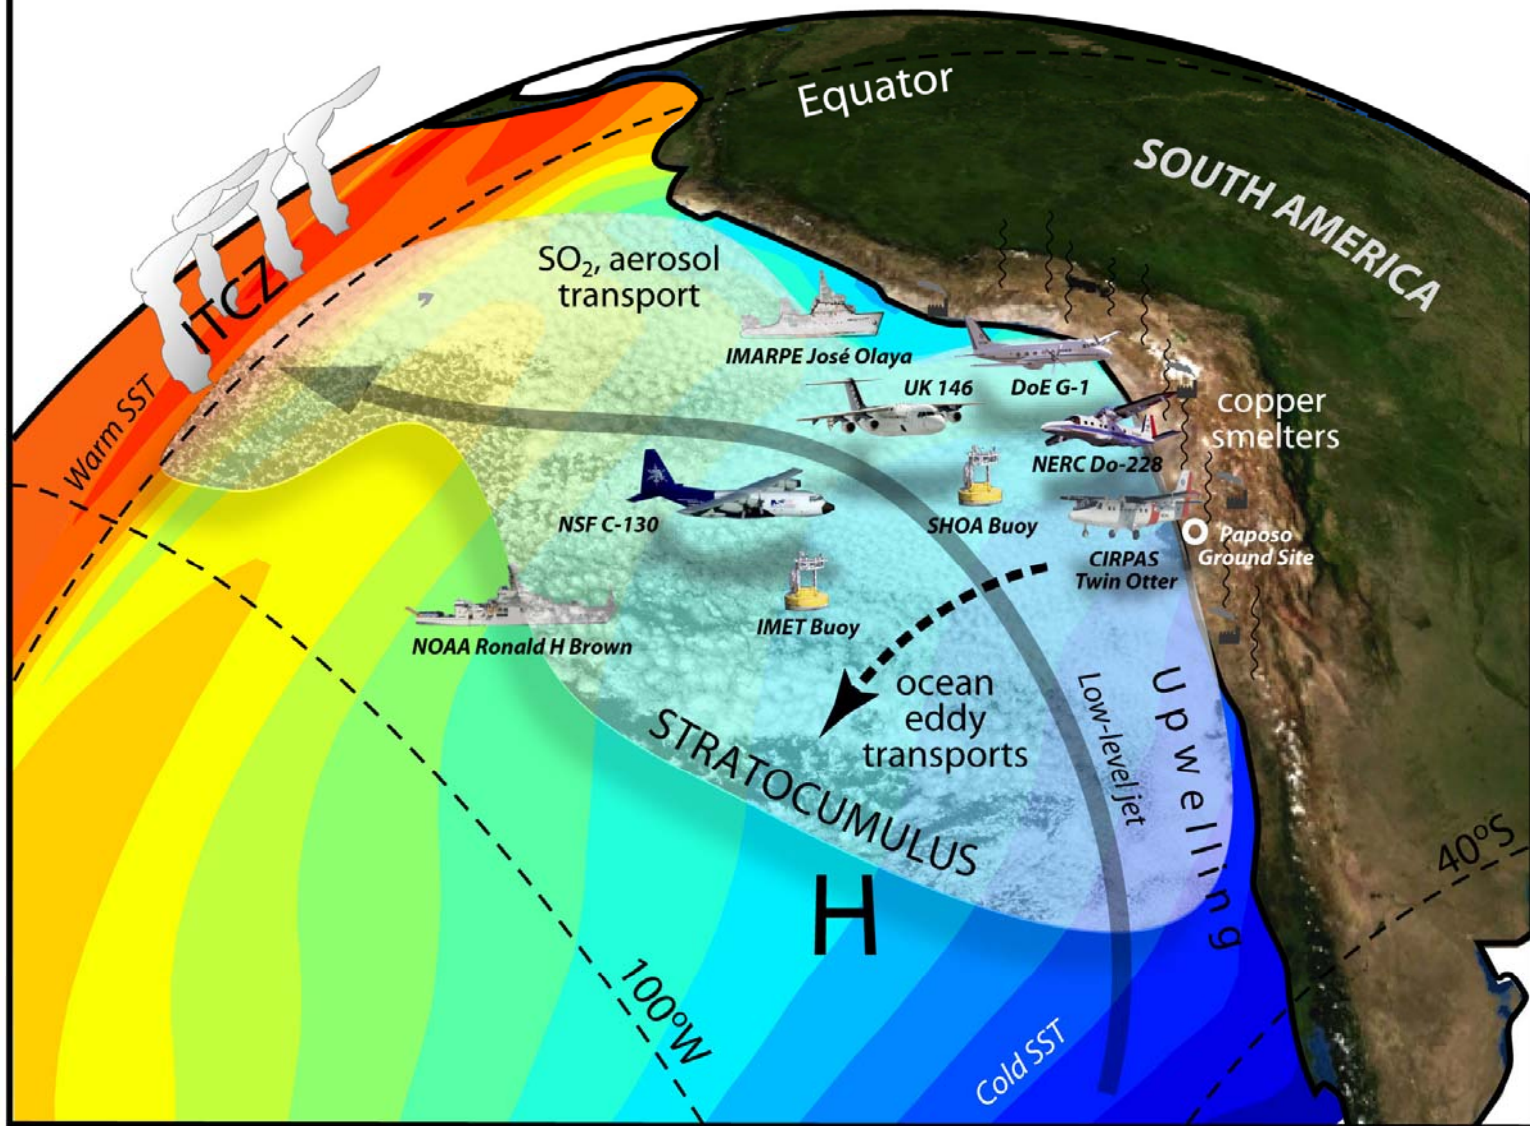 Equator
SOUTH AMERICA
ITCZ
SO₂, aerosol
transport
Warm SST
IMARPE José Olaya
UK 146
DoE G-1
copper
smelters
NERC Do-228
NSF C-130
SHOA Buoy
CIRPAS
Twin Otter
Paposo
Ground Site
IMET Buoy
NOAA Ronald H Brown
ocean
eddy
transports
Low-level jet
Upwelling
STRATOCUMULUS
H
40°S
100°W
Cold SST